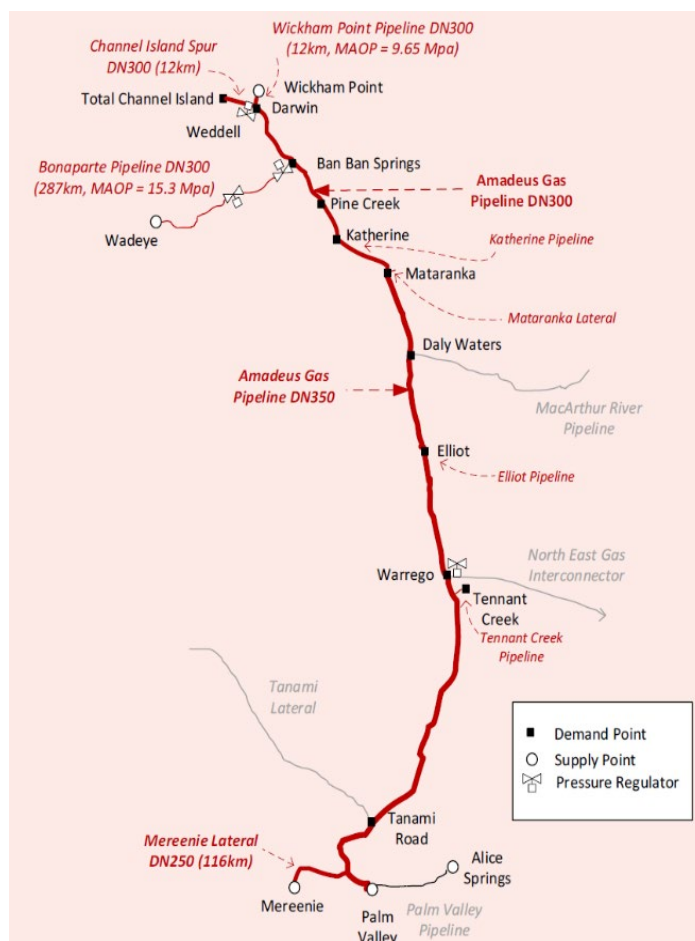 Wickham Point Pipeline DN300
(12km, MAOP = 9.65 Mpa)
Channel Island Spur
DN300 (12km)
Wickham Point
Total Channel Island
Darwin
Weddell
Bonaparte Pipeline DN300
(287km, MAOP = 15.3 Mpa)
Ban Ban Springs
Amadeus Gas
Pipeline DN300
Pine Creek
Wadeye
Katherine
Katherine Pipeline
Mataranka
Mataranka Lateral
Daly Waters
Amadeus Gas
Pipeline DN350
MacArthur River
Pipeline
Elliot
Elliot Pipeline
Warrego
North East Gas
Interconnector
Tennant
Creek
Tennant Creek
Pipeline
Tanami
Lateral
Demand Point
Supply Point
Pressure Regulator
Tanami
Road
Mereenie Lateral
DN250 (116km)
Alice
Springs
Mereenie
Palm
Valley
Palm Valley
Pipeline